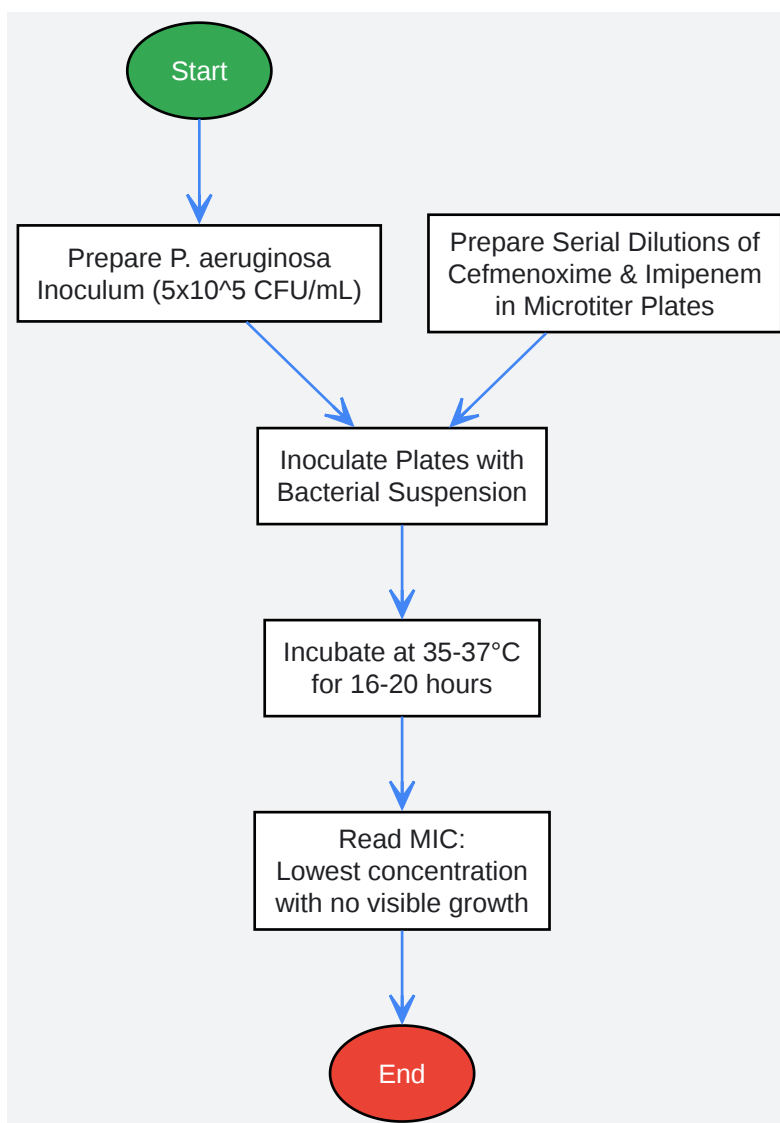 Start
Prepare P. aeruginosa
Inoculum (5x10^5 CFU/mL)
Prepare Serial Dilutions of
Cefmenoxime & Imipenem
in Microtiter Plates
Inoculate Plates with
Bacterial Suspension
Incubate at 35-37°C
for 16-20 hours
Read MIC:
Lowest concentration
with no visible growth
End